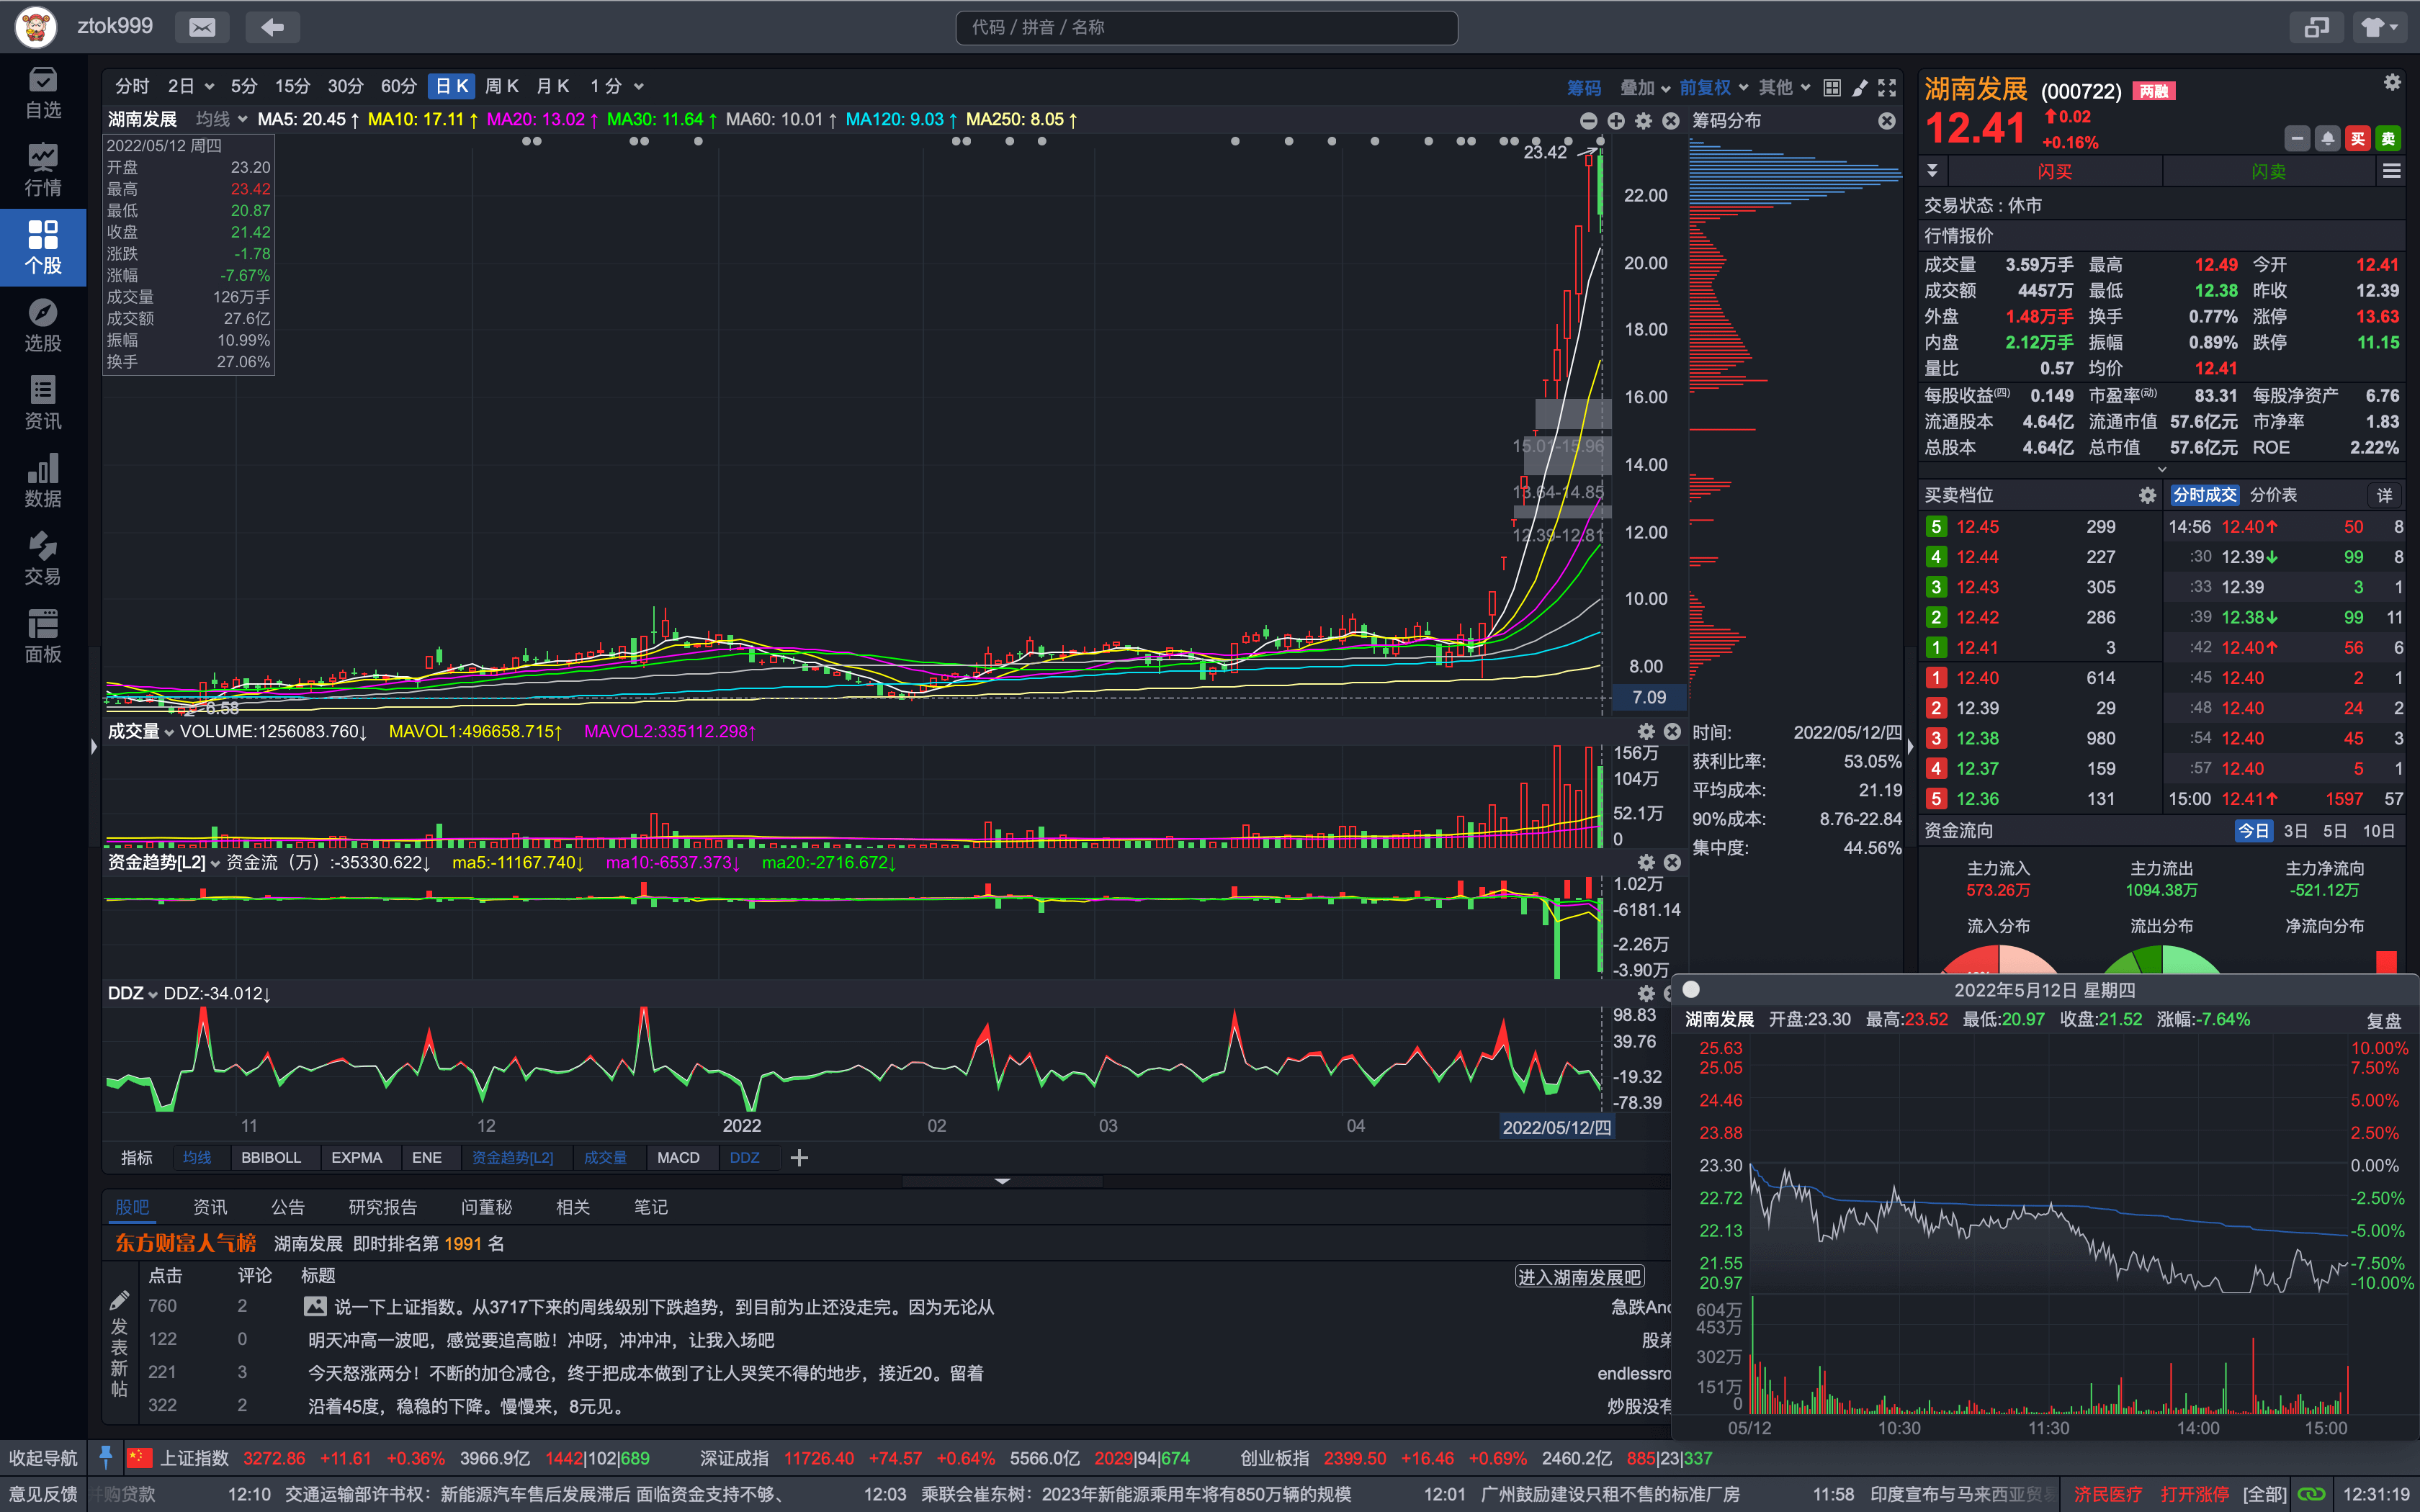 ztok999
代码 / 拼音 / 名称
自选
行情
个股
选股
资讯
数据
交易
面板
分时 2日 5分 15分 30分 60分 日K 周K 月K 1分 筹码 叠加 前复权 其他
湖南发展 均线 MA5: 20.45↑ MA10: 17.11↑ MA20: 13.02↑ MA30: 11.64↑ MA60: 10.01↑ MA120: 9.03↑ MA250: 8.05↑
筹码分布
2022/05/12 周四
开盘 23.20
最高 23.42
最低 20.87
收盘 21.42
涨跌 -1.78
涨幅 -7.67%
成交量 126万手
成交额 27.6亿
振幅 10.99%
换手 27.06%
23.42
22.00
20.00
18.00
16.00
15.01-15.96
14.00
13.64-14.85
12.00
12.39-12.81
10.00
8.00
7.09
6.58
成交量 VOLUME:1256083.760↓ MAVOL1:496658.715↑ MAVOL2:335112.298↑
156万
104万
52.1万
0
资金趋势[L2] 资金流（万）:-35330.622↓ ma5:-11167.740↓ ma10:-6537.373↓ ma20:-2716.672↓
1.02万
-6181.14
-2.26万
-3.90万
DDZ DDZ:-34.012↓
98.83
39.76
-19.32
-78.39
11 12 2022 02 03 04 2022/05/12/四
指标 均线 BBIBOLL EXPMA ENE 资金趋势[L2] 成交量 MACD DDZ
时间: 2022/05/12/四
获利比率: 53.05%
平均成本: 21.19
90%成本: 8.76-22.84
集中度: 44.56%
股吧 资讯 公告 研究报告 问董秘 相关 笔记
东方财富人气榜 湖南发展 即时排名第 1991 名
点击 评论 标题 进入湖南发展吧
760 2 说一下上证指数。从3717下来的周线级别下跌趋势，到目前为止还没走完。因为无论从 急跌
122 0 明天冲高一波吧，感觉要追高啦！冲呀，冲冲冲，让我入场吧
221 3 今天怒涨两分！不断的加仓减仓，终于把成本做到了让人哭笑不得的地步，接近20。留着 endlessro
322 2 沿着45度，稳稳的下降。慢慢来，8元见。 炒股没有
发表新帖
湖南发展 (000722) 两融
12.41 ↑0.02
+0.16%
买 卖
闪买 闪卖
交易状态：休市
行情报价
成交量 3.59万手 最高 12.49 今开 12.41
成交额 4457万 最低 12.38 昨收 12.39
外盘 1.48万手 换手 0.77% 涨停 13.63
内盘 2.12万手 振幅 0.89% 跌停 11.15
量比 0.57 均价 12.41
每股收益(四) 0.149 市盈率(动) 83.31 每股净资产 6.76
流通股本 4.64亿 流通市值 57.6亿元 市净率 1.83
总股本 4.64亿 总市值 57.6亿元 ROE 2.22%
买卖档位 分时成交 分价表 详
5 12.45 299 14:56 12.40↑ 50 8
4 12.44 227 :30 12.39↓ 99 8
3 12.43 305 :33 12.39 3 1
2 12.42 286 :39 12.38↓ 99 11
1 12.41 3 :42 12.40↑ 56 6
1 12.40 614 :45 12.40 2 1
2 12.39 29 :48 12.40 24 2
3 12.38 980 :54 12.40 45 3
4 12.37 159 :57 12.40 5 1
5 12.36 131 15:00 12.41↑ 1597 57
资金流向 今日 3日 5日 10日
主力流入 主力流出 主力净流向
573.26万 1094.38万 -521.12万
流入分布 流出分布 净流向分布
2022年5月12日 星期四
湖南发展 开盘:23.30 最高:23.52 最低:20.97 收盘:21.52 涨幅:-7.64% 复盘
25.63 10.00%
25.05 7.50%
24.46 5.00%
23.88 2.50%
23.30 0.00%
22.72 -2.50%
22.13 -5.00%
21.55 -7.50%
20.97 -10.00%
604万
453万
302万
151万
0
05/12 10:30 11:30 14:00 15:00
收起导航 上证指数 3272.86 +11.61 +0.36% 3966.9亿 1442|102|689 深证成指 11726.40 +74.57 +0.64% 5566.0亿 2029|94|674 创业板指 2399.50 +16.46 +0.69% 2460.2亿 885|23|337
意见反馈 并购贷款 12:10 交通运输部许书权：新能源汽车售后发展滞后 面临资金支持不够、 12:03 乘联会崔东树：2023年新能源乘用车将有850万辆的规模 12:01 广州鼓励建设只租不售的标准厂房 11:58 印度宣布与马来西亚贸易 济民医疗 打开涨停 [全部] 12:31:19